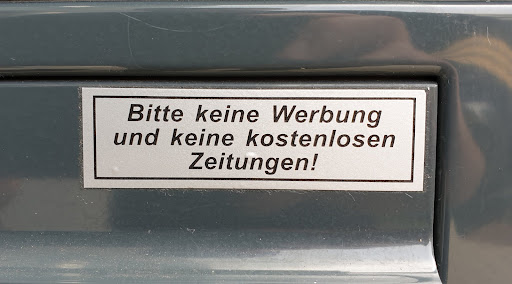 Bitte keine Werbung
und keine kostenlosen
Zeitungen!